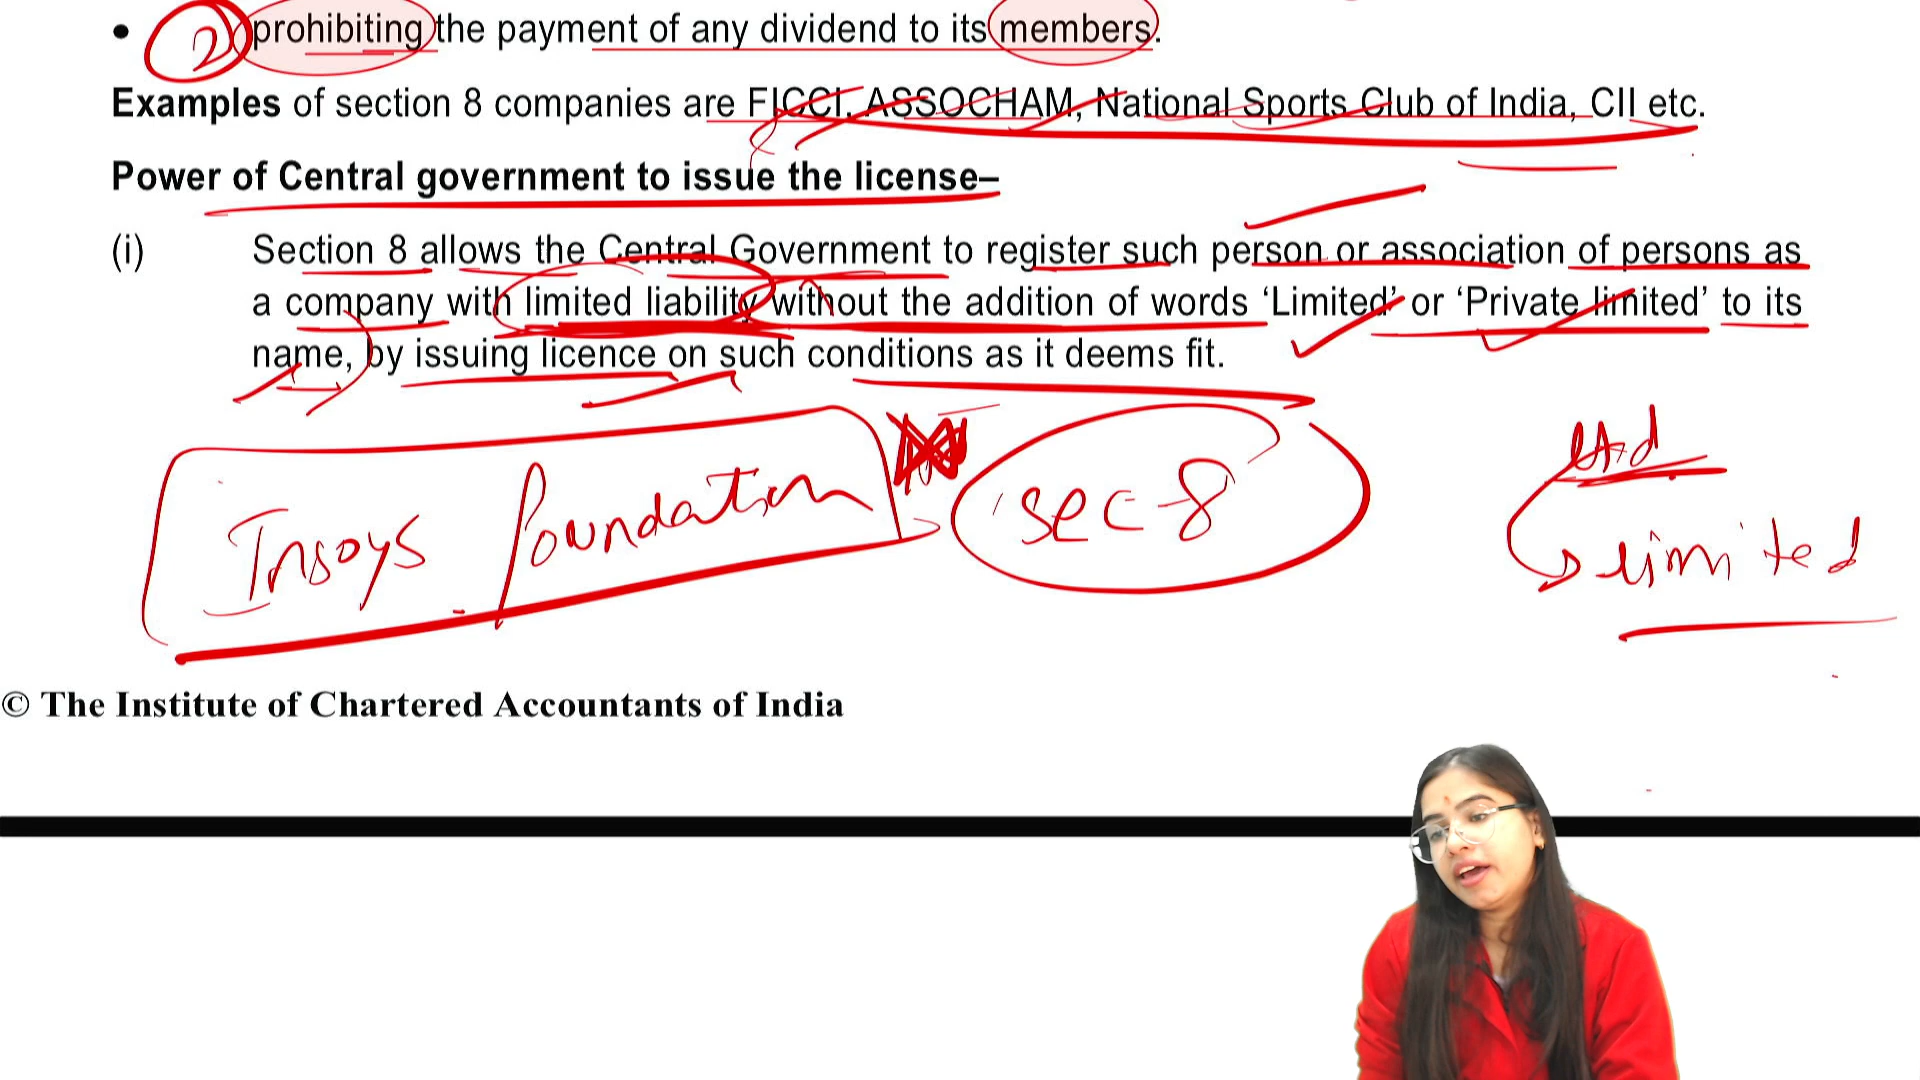 • 2 prohibiting the payment of any dividend to its members.
Examples of section 8 companies are FICCI, ASSOCHAM, National Sports Club of India, CII etc.
Power of Central government to issue the license–
(i) Section 8 allows the Central Government to register such person or association of persons as
a company with limited liability without the addition of words ‘Limited’ or ‘Private limited’ to its
name, by issuing licence on such conditions as it deems fit.
Insoys foundation sec-8 Ltd
limited
© The Institute of Chartered Accountants of India